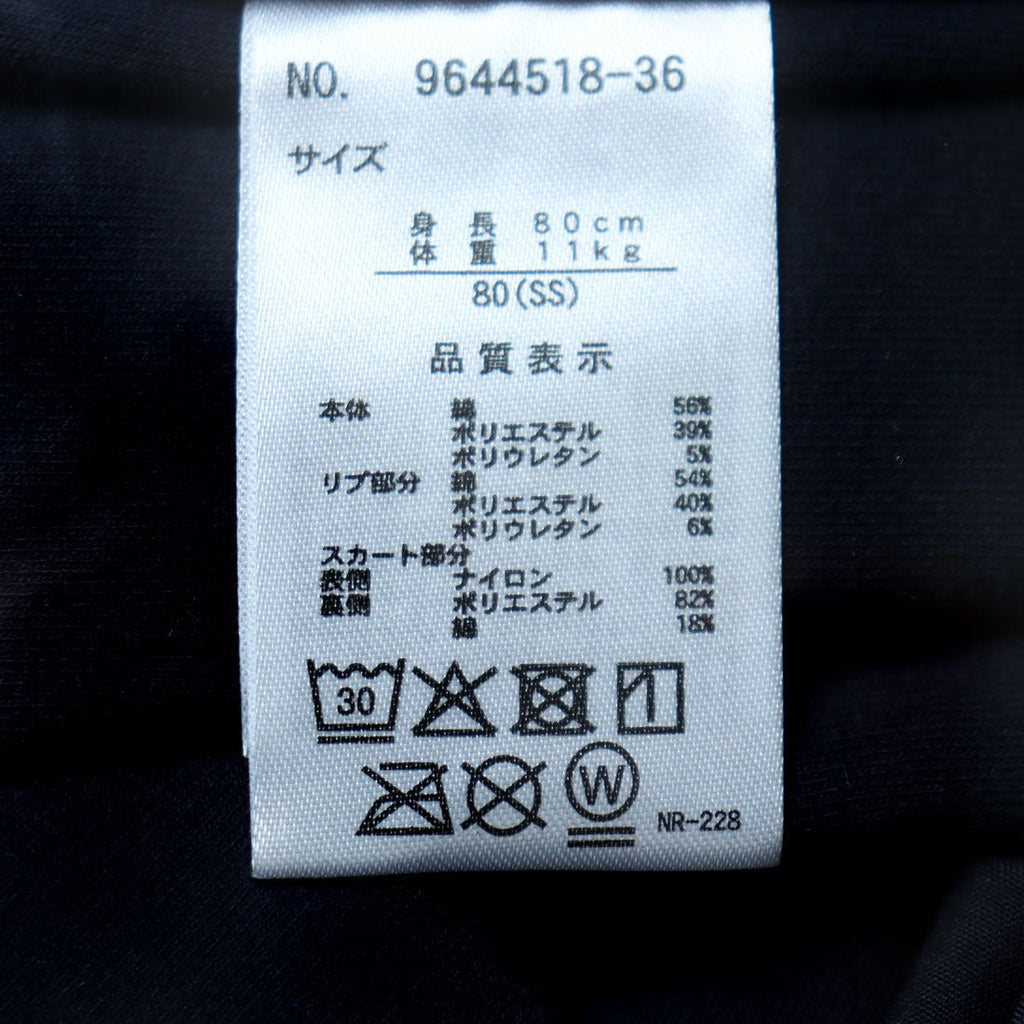 NO. 9644518-36
サイズ
身 長 80cm
体 重 11kg
80(SS)
品質表示
本体 綿 56%
ポリエステル 39%
ポリウレタン 5%
リブ部分 綿 54%
ポリエステル 40%
ポリウレタン 6%
スカート部分
表側 ナイロン 100%
裏側 ポリエステル 82%
綿 18%
30
W NR-228